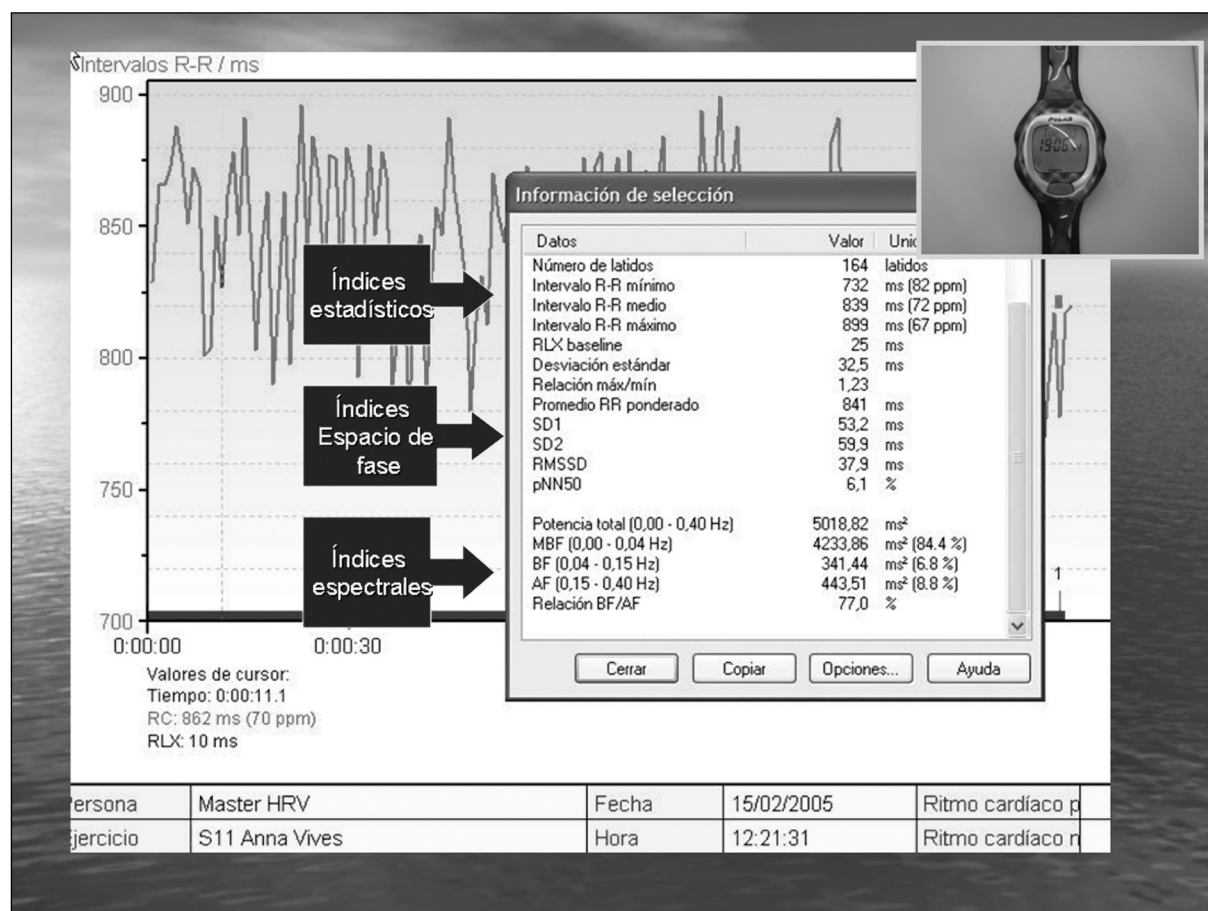 Intervalos R-R / ms
900
850
800
750
700
0:00:00
0:00:30
POLAR
Índices
estadísticos
Índices
Espacio de
fase
Índices
espectrales
Información de selección
Datos Valor
Número de latidos 164 latidos
Intervalo R-R mínimo 732 ms (82 ppm)
Intervalo R-R medio 839 ms (72 ppm)
Intervalo R-R máximo 899 ms (67 ppm)
RLX baseline 25 ms
Desviación estándar 32,5 ms
Relación máx/mín 1,23
Promedio RR ponderado 841 ms
SD1 53,2 ms
SD2 59,9 ms
RMSSD 37,9 ms
pNN50 6,1 %
Potencia total (0,00 - 0,40 Hz) 5018,82 ms²
MBF (0,00 - 0,04 Hz) 4233,86 ms² (84.4 %)
BF (0,04 - 0,15 Hz) 341,44 ms² (6.8 %)
AF (0,15 - 0,40 Hz) 443,51 ms² (8.8 %)
Relación BF/AF 77,0 %
Cerrar Copiar Opciones... Ayuda
1
Valores de cursor:
Tiempo: 0:00:11.1
RC: 862 ms (70 ppm)
RLX: 10 ms
ersona Master HRV Fecha 15/02/2005 Ritmo cardíaco p
jercicio S11 Anna Vives Hora 12:21:31 Ritmo cardíaco